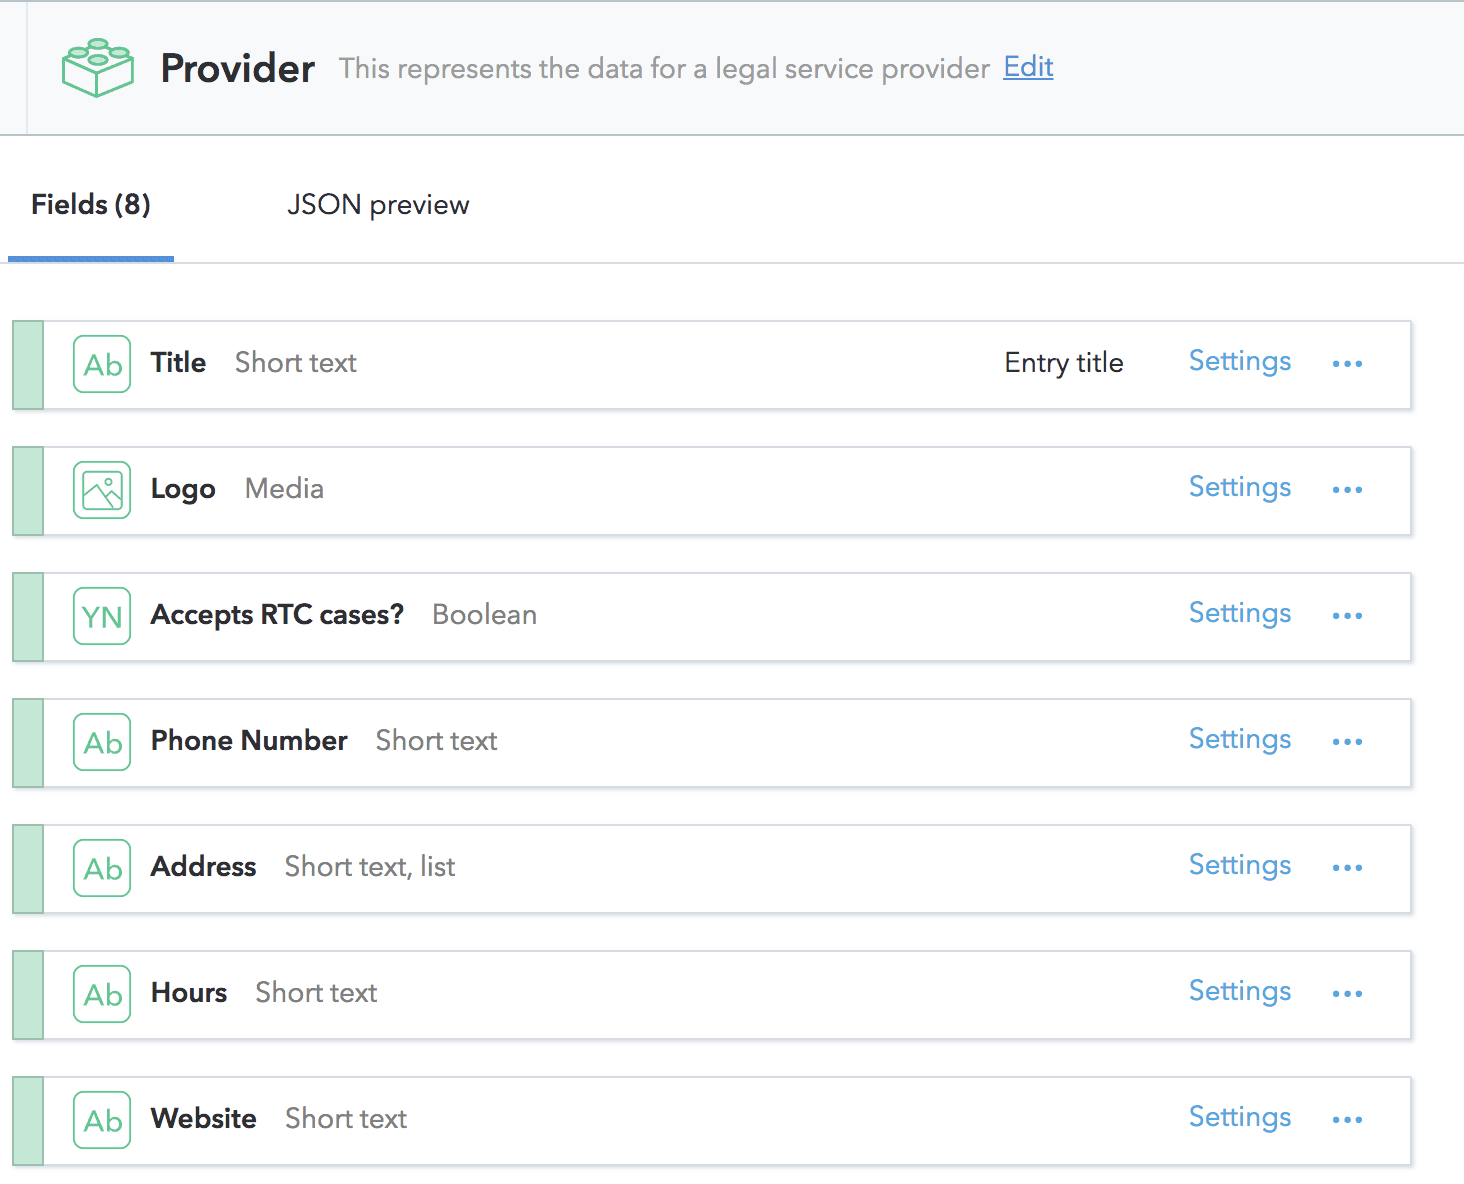 Provider This represents the data for a legal service provider Edit
Fields (8) JSON preview
Ab Title Short text Entry title Settings ...
Logo Media Settings ...
YN Accepts RTC cases? Boolean Settings ...
Ab Phone Number Short text Settings ...
Ab Address Short text, list Settings ...
Ab Hours Short text Settings ...
Ab Website Short text Settings ...